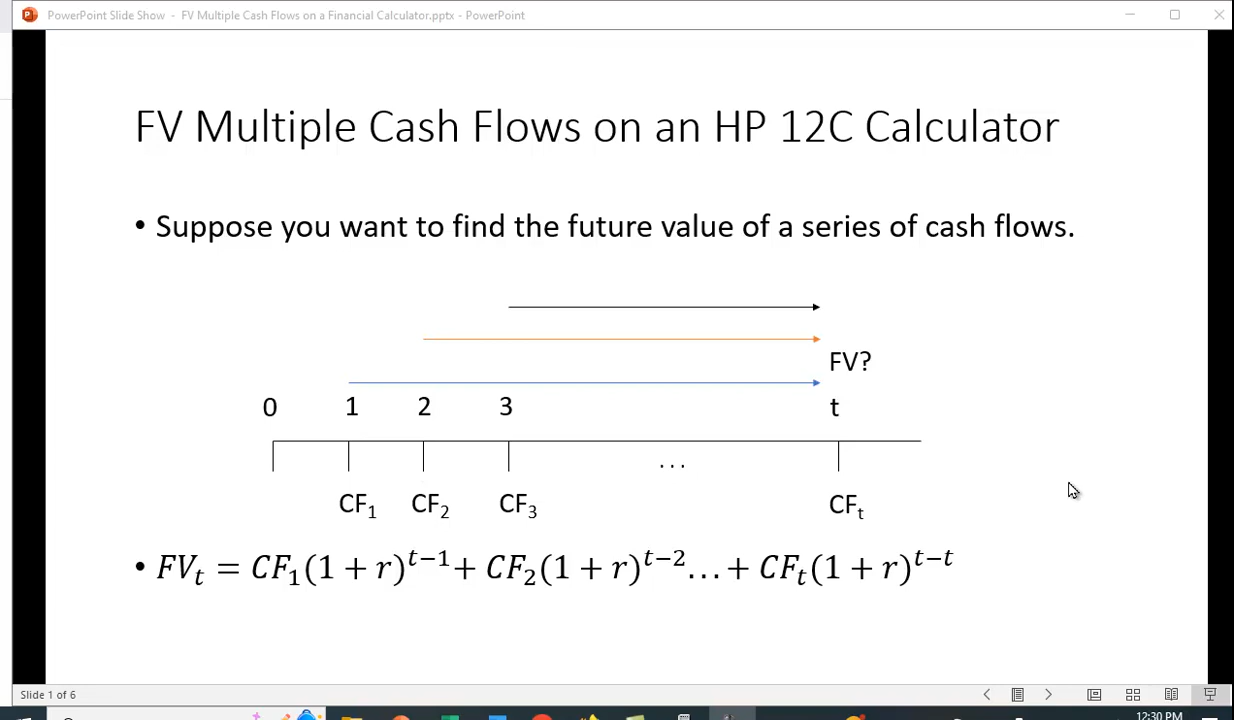 PowerPoint Slide Show - FV Multiple Cash Flows on a Financial Calculator.pptx - PowerPoint
FV Multiple Cash Flows on an HP 12C Calculator
• Suppose you want to find the future value of a series of cash flows.
FV?
0 1 2 3 t
...
CF₁ CF₂ CF₃ CFₜ
• FVₜ = CF₁(1 + r)ᵗ⁻¹+ CF₂(1 + r)ᵗ⁻²...+ CFₜ(1 + r)ᵗ⁻ᵗ
Slide 1 of 6
12:30 PM